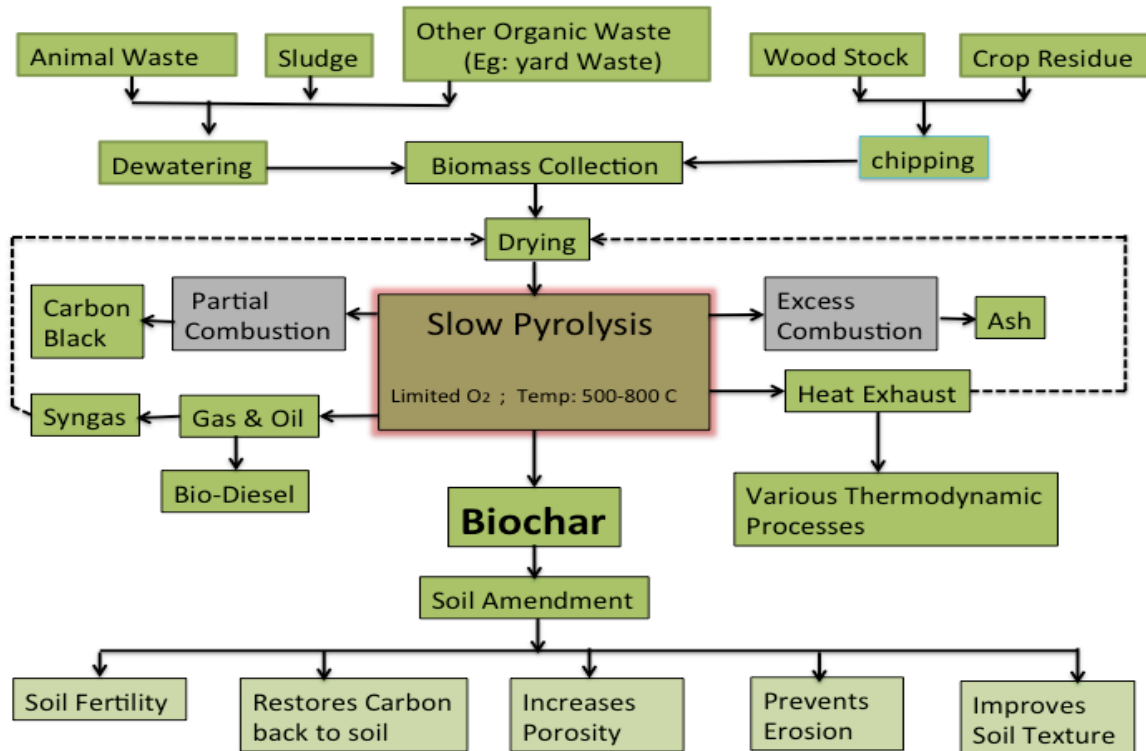 Animal Waste
Sludge
Other Organic Waste
(Eg: yard Waste)
Wood Stock
Crop Residue
Dewatering
Biomass Collection
chipping
Drying
Carbon
Black
Partial
Combustion
Slow Pyrolysis
Limited O2 ; Temp: 500-800 C
Excess
Combustion
Ash
Syngas
Gas & Oil
Heat Exhaust
Bio-Diesel
Biochar
Various Thermodynamic
Processes
Soil Amendment
Soil Fertility
Restores Carbon
back to soil
Increases
Porosity
Prevents
Erosion
Improves
Soil Texture